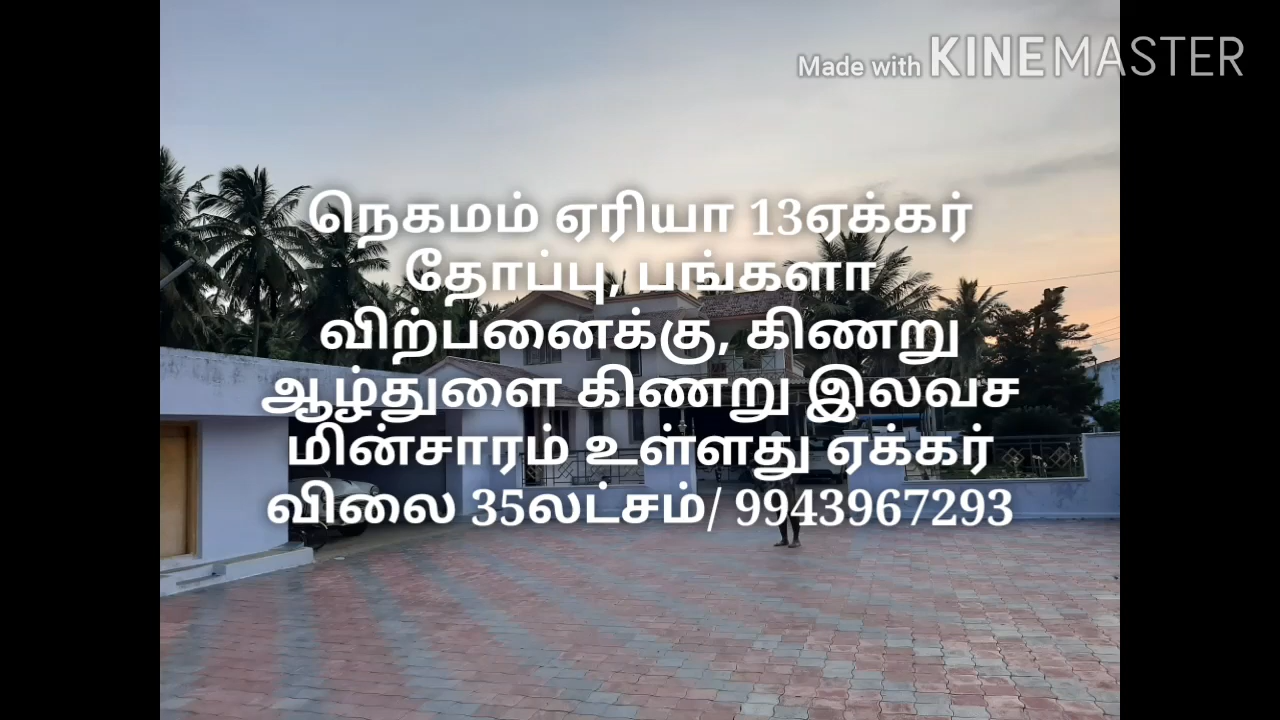 Made with KINEMASTER
நெகமம் ஏரியா 13ஏக்கர்
தோப்பு, பங்களா
விற்பனைக்கு, கிணறு
ஆழ்துளை கிணறு இலவச
மின்சாரம் உள்ளது ஏக்கர்
விலை 35லட்சம்/ 9943967293